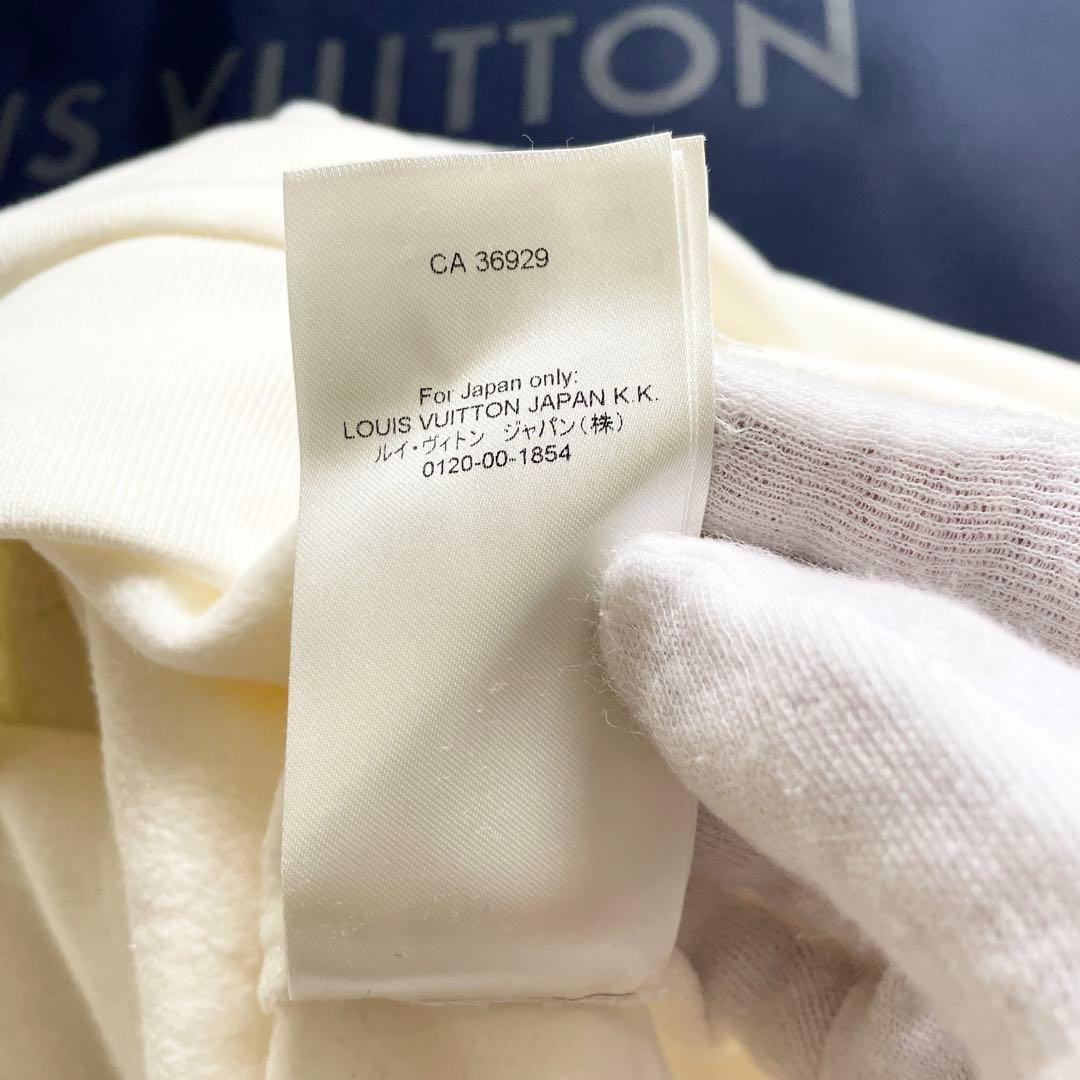 UIS VUITTON
CA 36929
For Japan only:
LOUIS VUITTON JAPAN K.K.
ルイ・ヴィトン ジャパン(株)
0120-00-1854